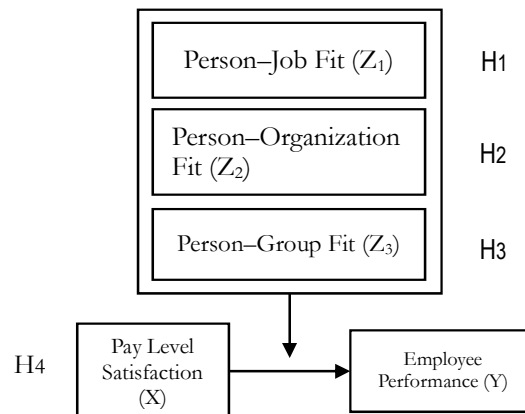 Person–Job Fit (Z₁)
H1
Person–Organization
Fit (Z₂)
H2
Person–Group Fit (Z₃)
H3
H4
Pay Level
Satisfaction
(X)
Employee
Performance (Y)